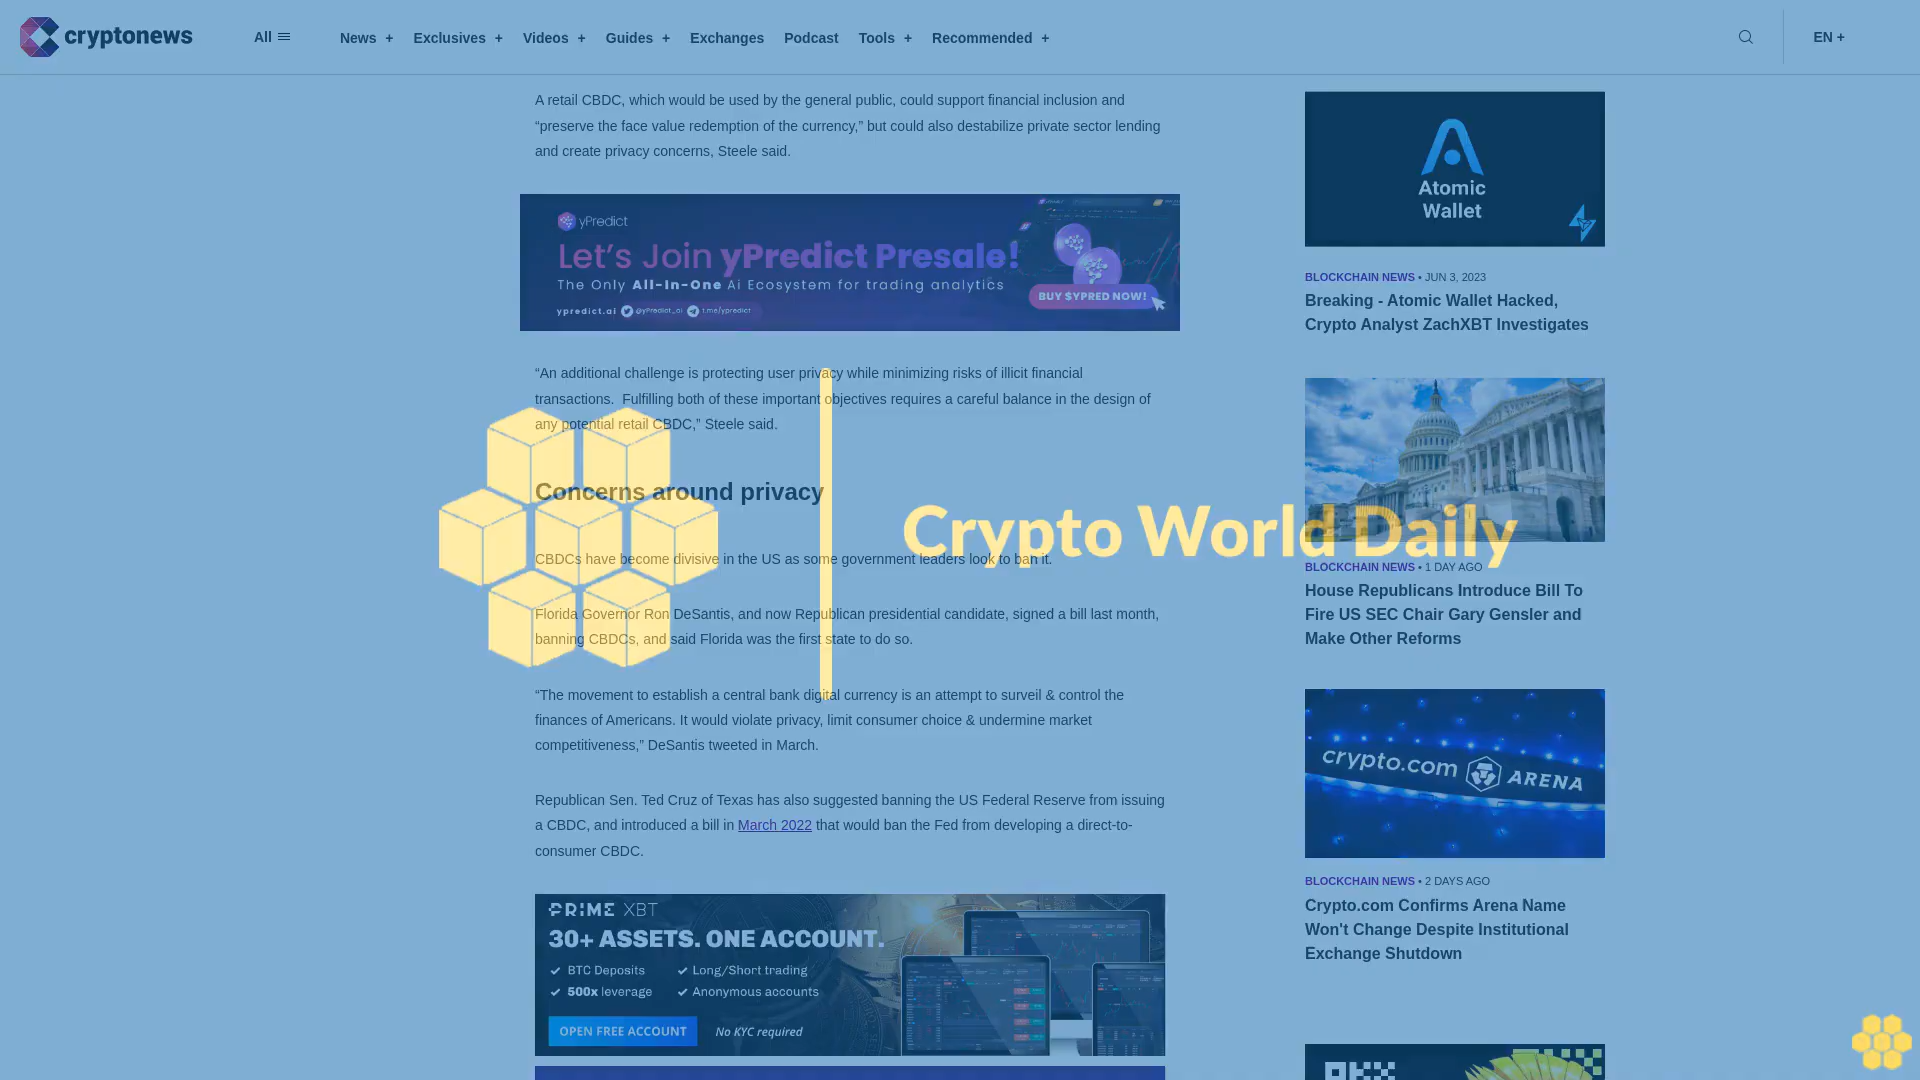 cryptonews
All
News +
Exclusives +
Videos +
Guides +
Exchanges
Podcast
Tools +
Recommended +
EN +
A retail CBDC, which would be used by the general public, could support financial inclusion and
“preserve the face value redemption of the currency,” but could also destabilize private sector lending
and create privacy concerns, Steele said.
yPredict
Let's Join yPredict Presale!
The Only All-In-One Ai Ecosystem for trading analytics
BUY $YPRED NOW!
ypredict.ai @yPredict_ai t.me/ypredict
“An additional challenge is protecting user privacy while minimizing risks of illicit financial
transactions.  Fulfilling both of these important objectives requires a careful balance in the design of
any potential retail CBDC,” Steele said.
Concerns around privacy
Crypto World Daily
CBDCs have become divisive in the US as some government leaders look to ban it.
Florida Governor Ron DeSantis, and now Republican presidential candidate, signed a bill last month,
banning CBDCs, and said Florida was the first state to do so.
“The movement to establish a central bank digital currency is an attempt to surveil & control the
finances of Americans. It would violate privacy, limit consumer choice & undermine market
competitiveness,” DeSantis tweeted in March.
Republican Sen. Ted Cruz of Texas has also suggested banning the US Federal Reserve from issuing
a CBDC, and introduced a bill in March 2022 that would ban the Fed from developing a direct-to-
consumer CBDC.
PRIME XBT
30+ ASSETS. ONE ACCOUNT.
BTC Deposits
Long/Short trading
500x leverage
Anonymous accounts
OPEN FREE ACCOUNT
No KYC required
Atomic
Wallet
BLOCKCHAIN NEWS • JUN 3, 2023
Breaking - Atomic Wallet Hacked,
Crypto Analyst ZachXBT Investigates
BLOCKCHAIN NEWS • 1 DAY AGO
House Republicans Introduce Bill To
Fire US SEC Chair Gary Gensler and
Make Other Reforms
crypto.com ARENA
BLOCKCHAIN NEWS • 2 DAYS AGO
Crypto.com Confirms Arena Name
Won't Change Despite Institutional
Exchange Shutdown
OKX